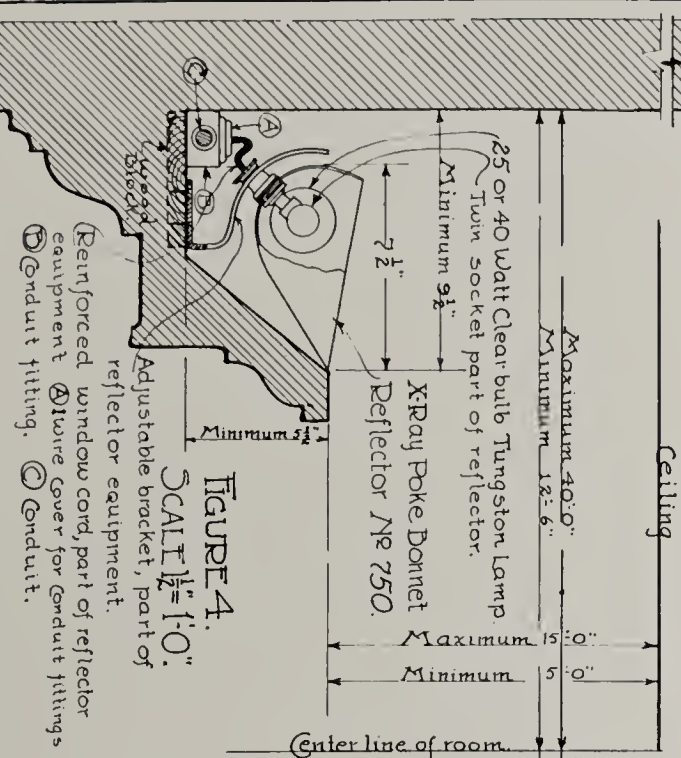 Ceiling
Maximum 40'-0"
Minimum 12'-6"
25 or 40 Watt Clear bulb Tungston Lamp.
Twin socket part of reflector.
Minimum 9½"
7½"
X-Ray Poke Bonnet
Reflector No 750.
Maximum 15'-0"
Minimum 5'-0"
Center line of room.
Minimum 5½"
C
A
B
Wood
Block.
FIGURE 4.
SCALE 1½"=1'-0".
Adjustable bracket, part of
reflector equipment.
Reinforced window cord, part of reflector
equipment Ⓐ 1 wire cover for conduit fittings
Ⓑ Conduit fitting. Ⓒ Conduit.